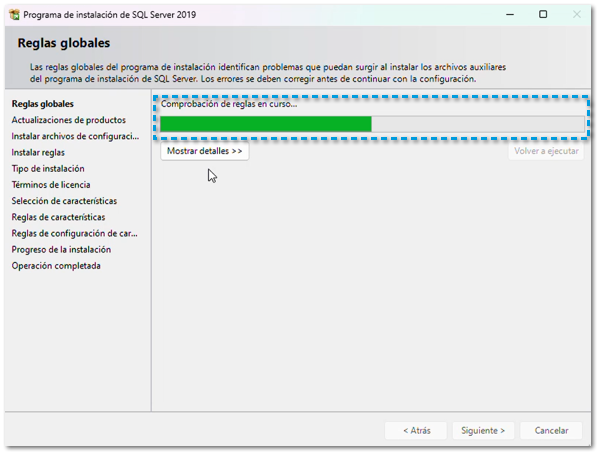 Programa de instalación de SQL Server 2019
Reglas globales
Las reglas globales del programa de instalación identifican problemas que puedan surgir al instalar los archivos auxiliares
del programa de instalación de SQL Server. Los errores se deben corregir antes de continuar con la configuración.
Reglas globales
Actualizaciones de productos
Instalar archivos de configuraci...
Instalar reglas
Tipo de instalación
Términos de licencia
Selección de características
Reglas de características
Reglas de configuración de car...
Progreso de la instalación
Operación completada
Comprobación de reglas en curso...
Mostrar detalles >>
Volver a ejecutar
< Atrás
Siguiente >
Cancelar